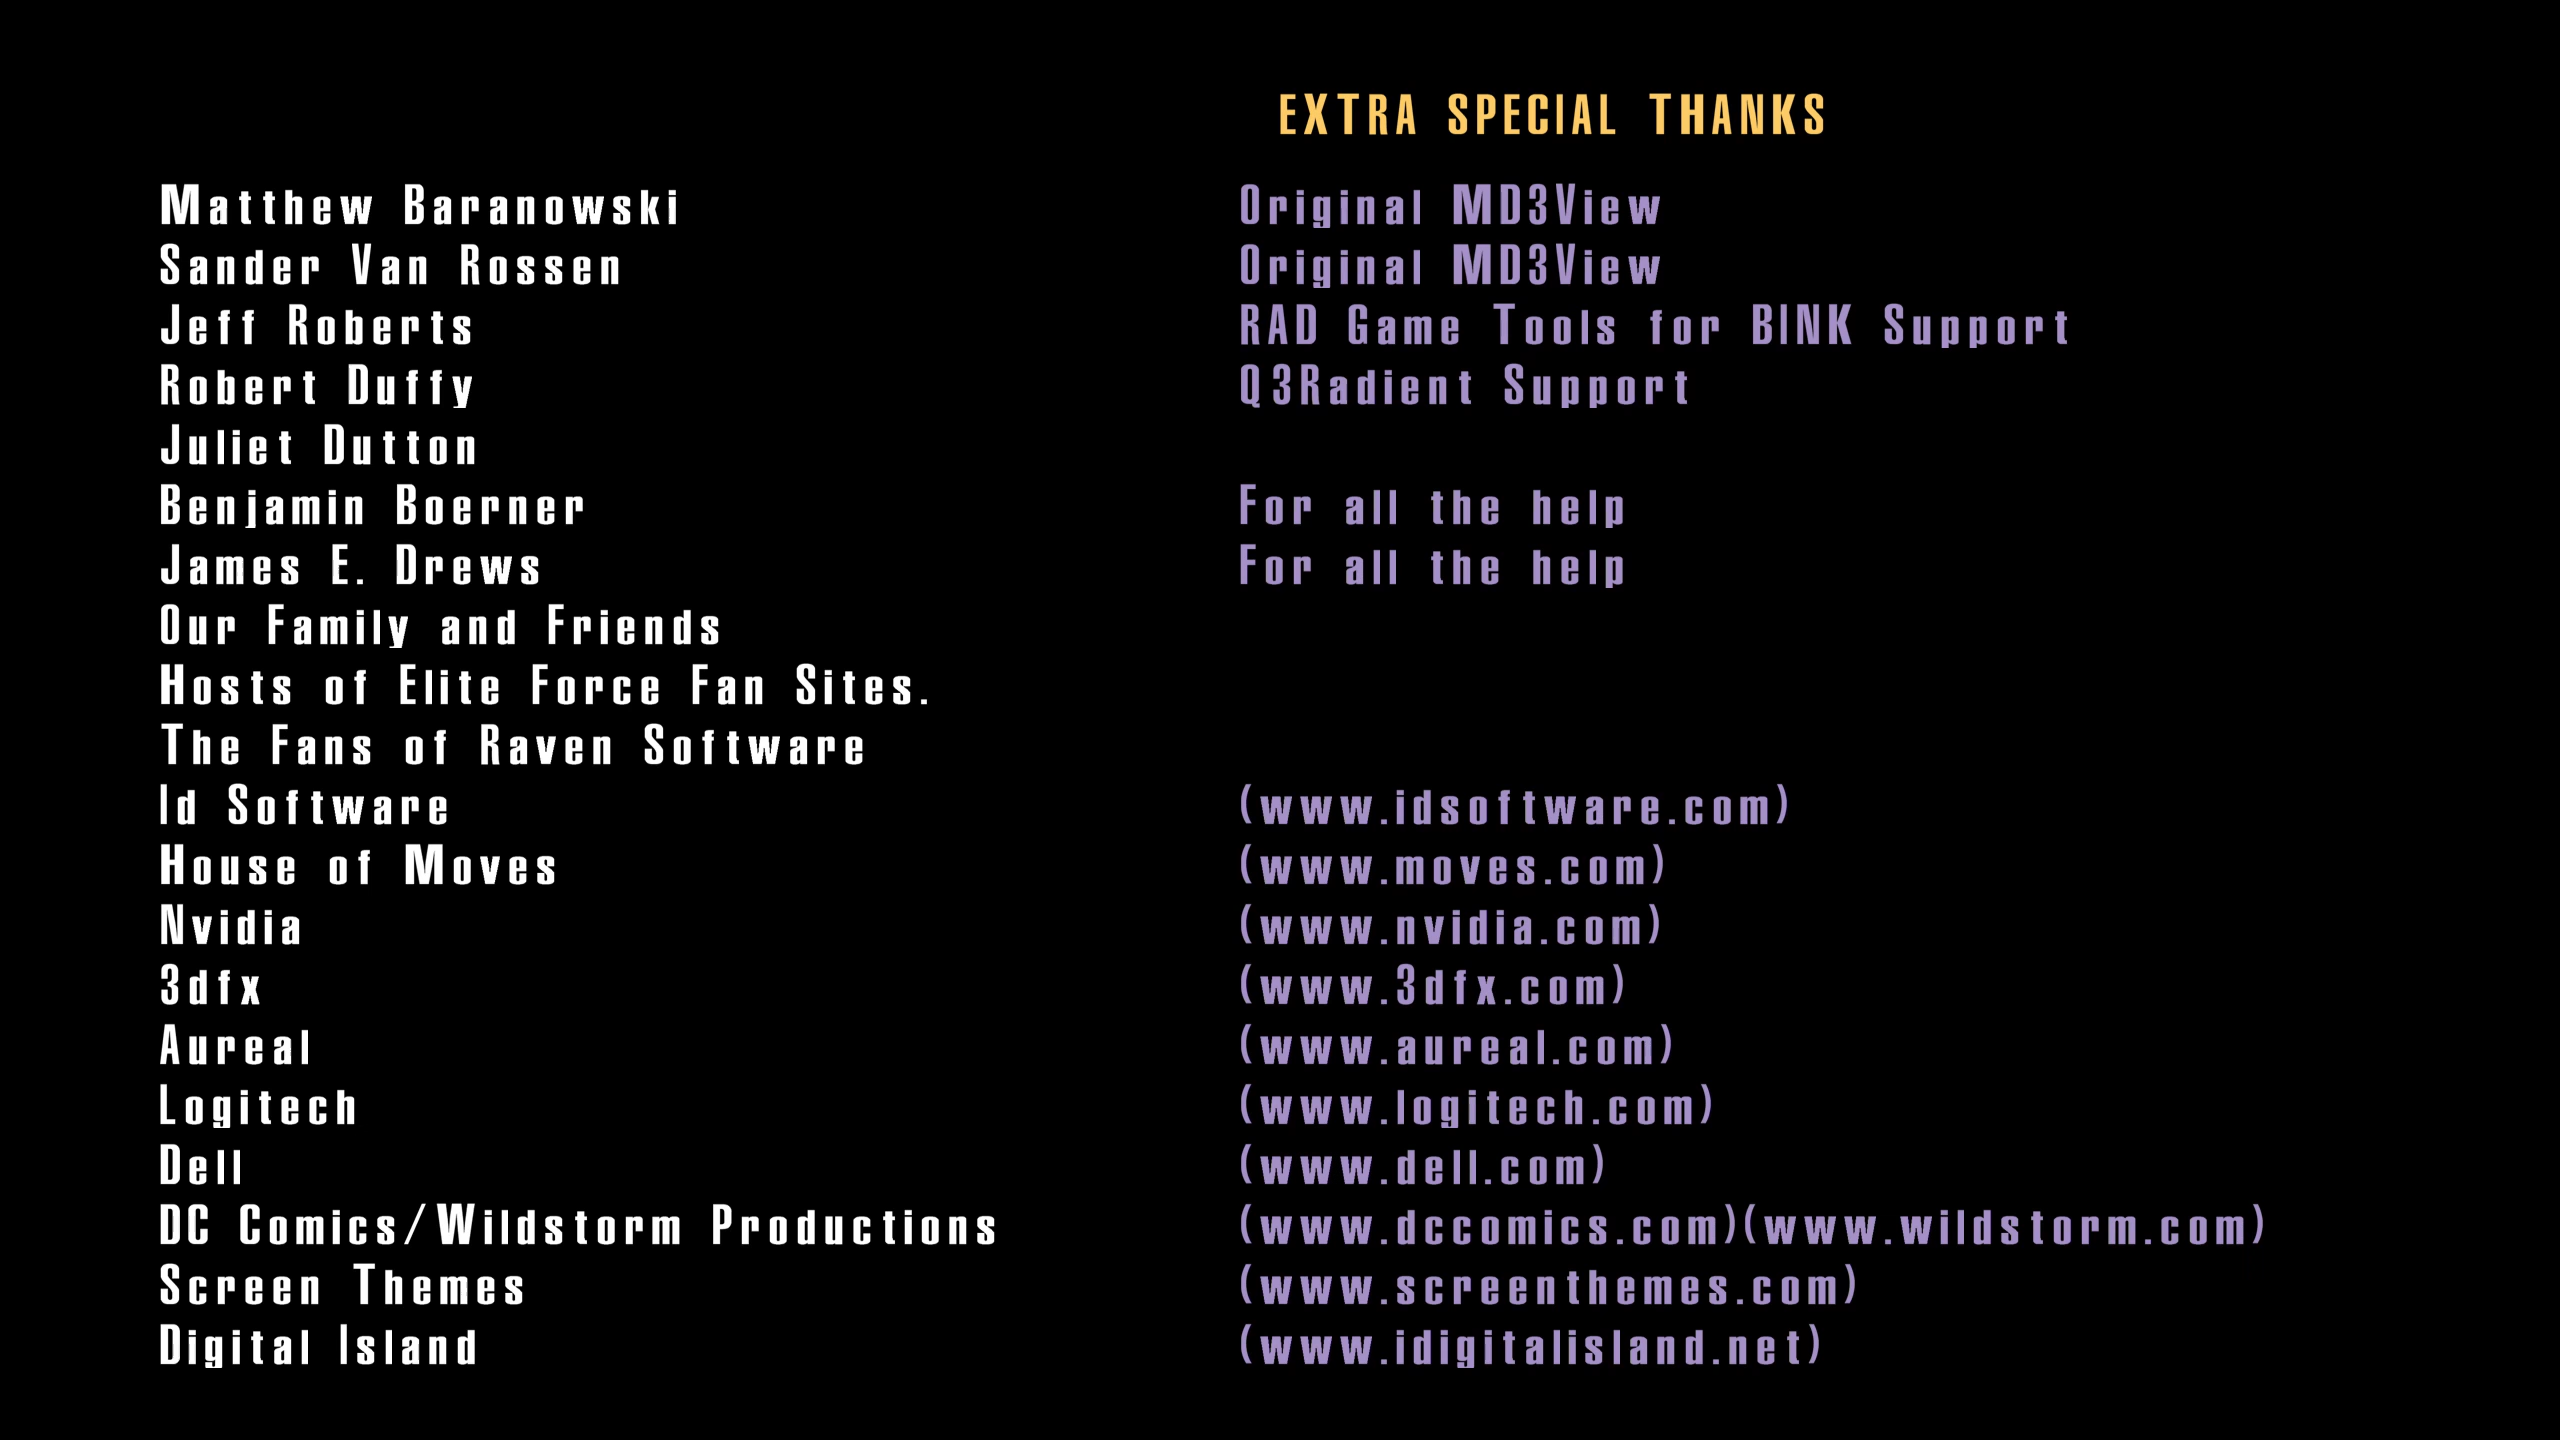 EXTRA SPECIAL THANKS
Matthew Baranowski Original MD3View
Sander Van Rossen Original MD3View
Jeff Roberts RAD Game Tools for BINK Support
Robert Duffy Q3Radient Support
Juliet Dutton
Benjamin Boerner For all the help
James E. Drews For all the help
Our Family and Friends
Hosts of Elite Force Fan Sites.
The Fans of Raven Software
Id Software (www.idsoftware.com)
House of Moves (www.moves.com)
Nvidia (www.nvidia.com)
3dfx (www.3dfx.com)
Aureal (www.aureal.com)
Logitech (www.logitech.com)
Dell (www.dell.com)
DC Comics/Wildstorm Productions (www.dccomics.com)(www.wildstorm.com)
Screen Themes (www.screenthemes.com)
Digital Island (www.idigitalisland.net)